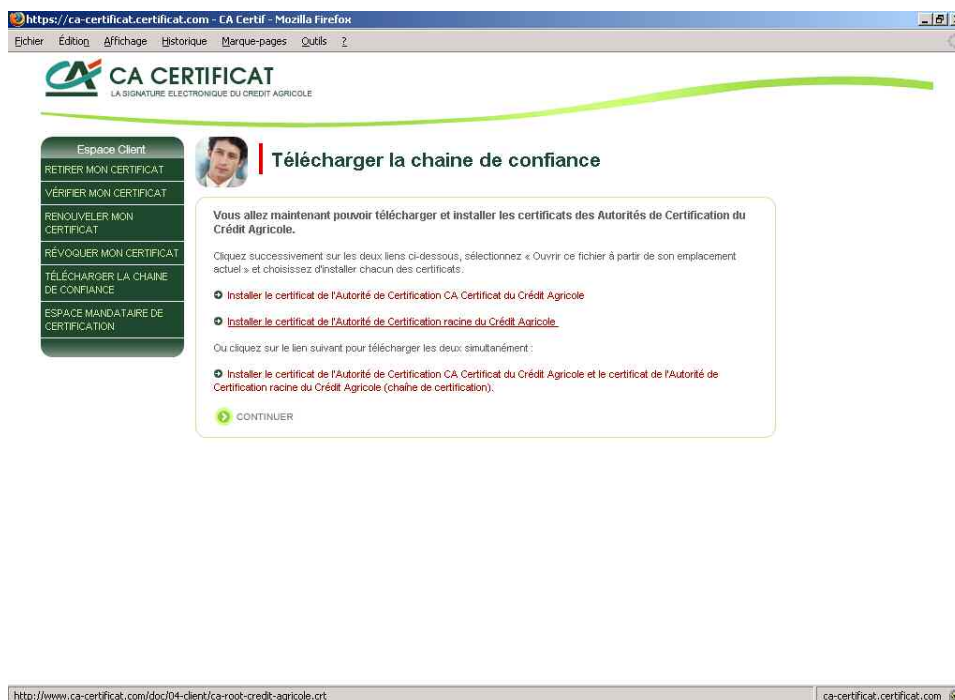 https://ca-certificat.certificat.com - CA Certif - Mozilla Firefox
Fichier Édition Affichage Historique Marque-pages Outils ?
CA CERTIFICAT
LA SIGNATURE ELECTRONIQUE DU CREDIT AGRICOLE
Espace Client
RETIRER MON CERTIFICAT
VÉRIFIER MON CERTIFICAT
RENOUVELER MON
CERTIFICAT
RÉVOQUER MON CERTIFICAT
TÉLÉCHARGER LA CHAINE
DE CONFIANCE
ESPACE MANDATAIRE DE
CERTIFICATION
Télécharger la chaine de confiance
Vous allez maintenant pouvoir télécharger et installer les certificats des Autorités de Certification du
Crédit Agricole.
Cliquez successivement sur les deux liens ci-dessous, sélectionnez « Ouvrir ce fichier à partir de son emplacement
actuel » et choisissez d'installer chacun des certificats.
Installer le certificat de l'Autorité de Certification CA Certificat du Crédit Agricole
Installer le certificat de l'Autorité de Certification racine du Crédit Agricole
Ou cliquez sur le lien suivant pour télécharger les deux simultanément :
Installer le certificat de l'Autorité de Certification CA Certificat du Crédit Agricole et le certificat de l'Autorité de
Certification racine du Crédit Agricole (chaîne de certification).
CONTINUER
http://www.ca-certificat.com/doc/04-client/ca-root-credit-agricole.crt
ca-certificat.certificat.com